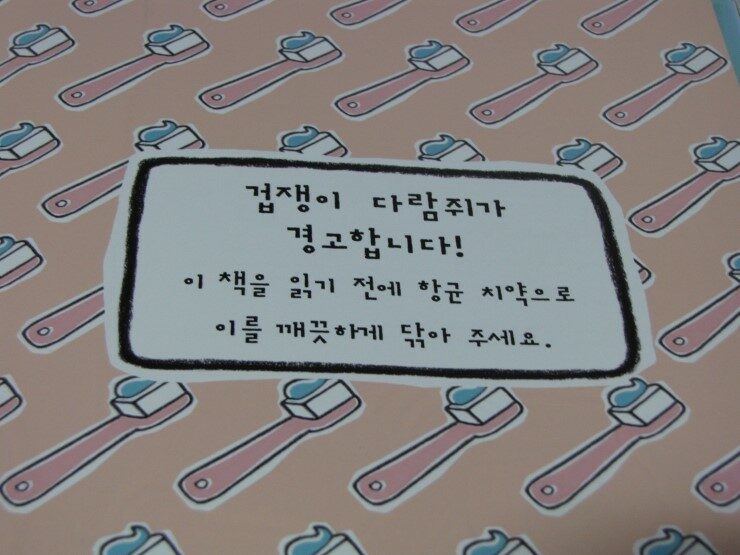 겁쟁이 다람쥐가
경고합니다!
이 책을 읽기 전에 항균 치약으로
이를 깨끗하게 닦아 주세요.